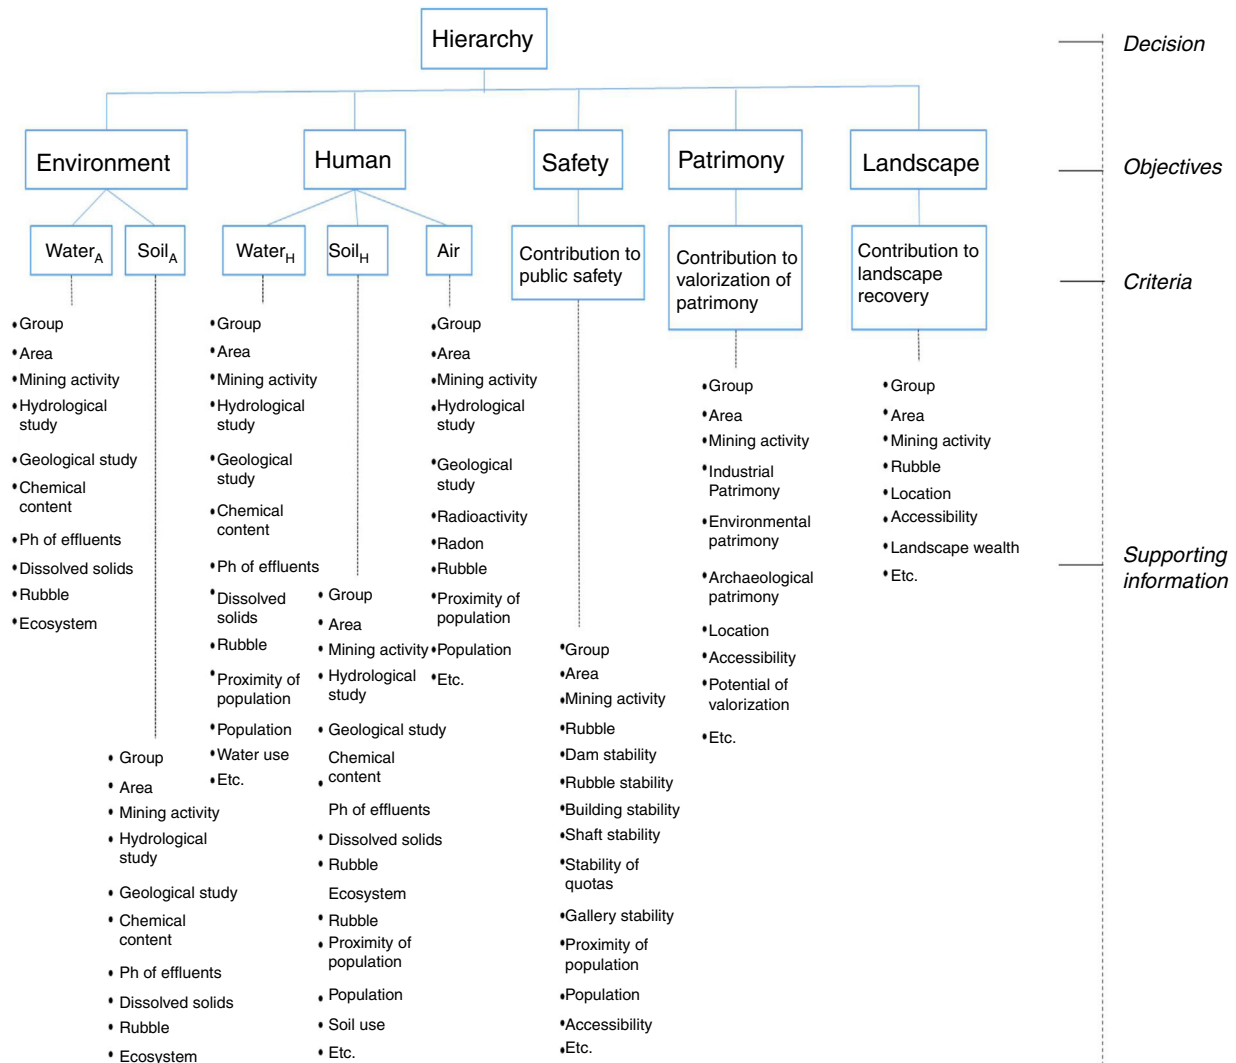 Hierarchy
Decision
Environment
Human
Safety
Patrimony
Landscape
Objectives
WaterA
SoilA
WaterH
SoilH
Air
Contribution to
public safety
Contribution to
valorization of
patrimony
Contribution to
landscape
recovery
Criteria
•Group
•Area
•Mining activity
•Hydrological
study
•Geological study
•Chemical
content
•Ph of effluents
•Dissolved solids
•Rubble
•Ecosystem
• Group
• Area
• Mining activity
• Hydrological
study
• Geological study
• Chemical
content
• Ph of effluents
• Dissolved solids
• Rubble
• Ecosystem
•Group
•Area
•Mining activity
•Hydrological
study
•Geological
study
•Chemical
content
•Ph of effluents
•Dissolved
solids
•Rubble
•Proximity of
population
•Population
•Water use
•Etc.
• Group
• Area
• Mining activity
• Hydrological
study
• Geological study
Chemical
• content
Ph of effluents
• Dissolved solids
• Rubble
Ecosystem
• Rubble
• Proximity of
population
• Population
• Soil use
• Etc.
•Group
•Area
•Mining activity
•Hydrological
study
•Geological
study
•Radioactivity
•Radon
•Rubble
•Proximity of
population
•Population
•Etc.
•Group
•Area
•Mining activity
•Rubble
•Dam stability
•Rubble stability
•Building stability
•Shaft stability
•Stability of
quotas
•Gallery stability
•Proximity of
population
•Population
•Accessibility
•Etc.
•Group
•Area
•Mining activity
•Industrial
Patrimony
•Environmental
patrimony
•Archaeological
patrimony
•Location
•Accessibility
•Potential of
valorization
•Etc.
•Group
•Area
•Mining activity
•Rubble
•Location
•Accessibility
•Landscape wealth
•Etc.
Supporting
information